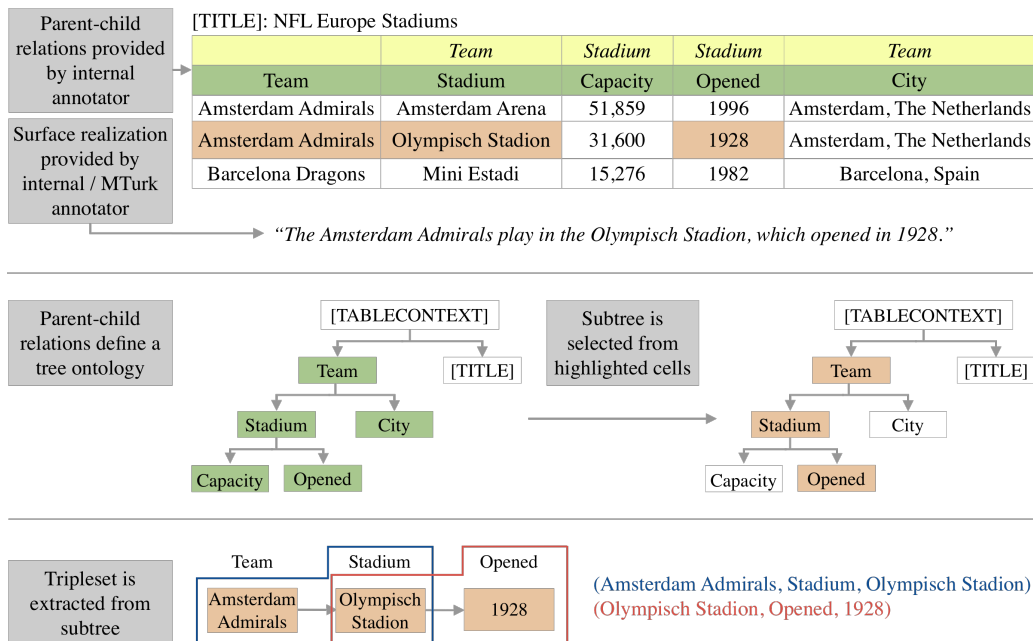 Parent-child
relations provided
by internal
annotator
[TITLE]: NFL Europe Stadiums
Team Stadium Stadium Team
Team Stadium Capacity Opened City
Amsterdam Admirals Amsterdam Arena 51,859 1996 Amsterdam, The Netherlands
Amsterdam Admirals Olympisch Stadion 31,600 1928 Amsterdam, The Netherlands
Barcelona Dragons Mini Estadi 15,276 1982 Barcelona, Spain
Surface realization
provided by
internal / MTurk
annotator
“The Amsterdam Admirals play in the Olympisch Stadion, which opened in 1928.”
Parent-child
relations define a
tree ontology
[TABLECONTEXT]
Team
[TITLE]
Stadium
City
Capacity
Opened
Subtree is
selected from
highlighted cells
[TABLECONTEXT]
Team
[TITLE]
Stadium
City
Capacity
Opened
Tripleset is
extracted from
subtree
Team Stadium Opened
Amsterdam
Admirals
Olympisch
Stadion
1928
(Amsterdam Admirals, Stadium, Olympisch Stadion)
(Olympisch Stadion, Opened, 1928)